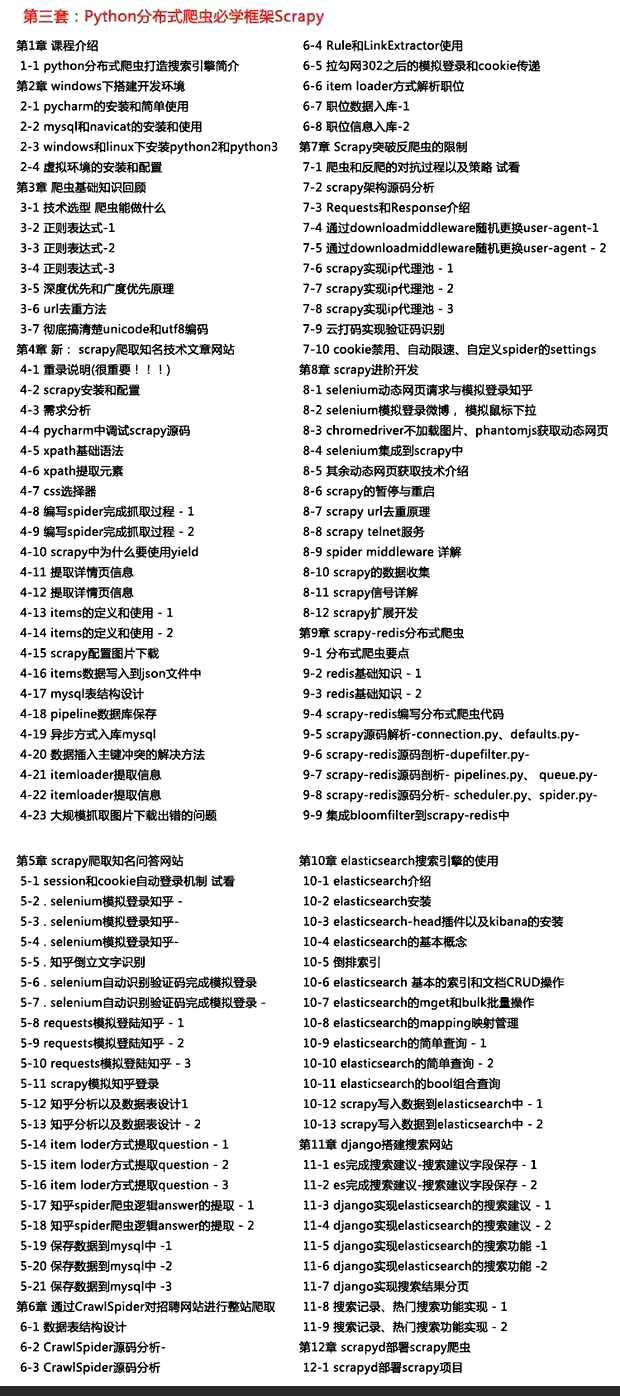 第三套：Python分布式爬虫必学框架Scrapy
第1章 课程介绍
1-1 python分布式爬虫打造搜索引擎简介
第2章 windows下搭建开发环境
2-1 pycharm的安装和简单使用
2-2 mysql和navicat的安装和使用
2-3 windows和linux下安装python2和python3
2-4 虚拟环境的安装和配置
第3章 爬虫基础知识回顾
3-1 技术选型 爬虫能做什么
3-2 正则表达式-1
3-3 正则表达式-2
3-4 正则表达式-3
3-5 深度优先和广度优先原理
3-6 url去重方法
3-7 彻底搞清楚unicode和utf8编码
第4章 新： scrapy爬取知名技术文章网站
4-1 重录说明(很重要！！！)
4-2 scrapy安装和配置
4-3 需求分析
4-4 pycharm中调试scrapy源码
4-5 xpath基础语法
4-6 xpath提取元素
4-7 css选择器
4-8 编写spider完成抓取过程 - 1
4-9 编写spider完成抓取过程 - 2
4-10 scrapy中为什么要使用yield
4-11 提取详情页信息
4-12 提取详情页信息
4-13 items的定义和使用 - 1
4-14 items的定义和使用 - 2
4-15 scrapy配置图片下载
4-16 items数据写入到json文件中
4-17 mysql表结构设计
4-18 pipeline数据库保存
4-19 异步方式入库mysql
4-20 数据插入主键冲突的解决方法
4-21 itemloader提取信息
4-22 itemloader提取信息
4-23 大规模抓取图片下载出错的问题
第5章 scrapy爬取知名问答网站
5-1 session和cookie自动登录机制 试看
5-2 . selenium模拟登录知乎 -
5-3 . selenium模拟登录知乎-
5-4 . selenium模拟登录知乎-
5-5 . 知乎倒立文字识别
5-6 . selenium自动识别验证码完成模拟登录
5-7 . selenium自动识别验证码完成模拟登录 -
5-8 requests模拟登陆知乎 - 1
5-9 requests模拟登陆知乎 - 2
5-10 requests模拟登陆知乎 - 3
5-11 scrapy模拟知乎登录
5-12 知乎分析以及数据表设计1
5-13 知乎分析以及数据表设计 - 2
5-14 item loder方式提取question - 1
5-15 item loder方式提取question - 2
5-16 item loder方式提取question - 3
5-17 知乎spider爬虫逻辑answer的提取 - 1
5-18 知乎spider爬虫逻辑answer的提取 - 2
5-19 保存数据到mysql中 -1
5-20 保存数据到mysql中 -2
5-21 保存数据到mysql中 -3
第6章 通过CrawlSpider对招聘网站进行整站爬取
6-1 数据表结构设计
6-2 CrawlSpider源码分析-
6-3 CrawlSpider源码分析
6-4 Rule和LinkExtractor使用
6-5 拉勾网302之后的模拟登录和cookie传递
6-6 item loader方式解析职位
6-7 职位数据入库-1
6-8 职位信息入库-2
第7章 Scrapy突破反爬虫的限制
7-1 爬虫和反爬的对抗过程以及策略 试看
7-2 scrapy架构源码分析
7-3 Requests和Response介绍
7-4 通过downloadmiddleware随机更换user-agent-1
7-5 通过downloadmiddleware随机更换user-agent - 2
7-6 scrapy实现ip代理池 - 1
7-7 scrapy实现ip代理池 - 2
7-8 scrapy实现ip代理池 - 3
7-9 云打码实现验证码识别
7-10 cookie禁用、自动限速、自定义spider的settings
第8章 scrapy进阶开发
8-1 selenium动态网页请求与模拟登录知乎
8-2 selenium模拟登录微博， 模拟鼠标下拉
8-3 chromedriver不加载图片、phantomjs获取动态网页
8-4 selenium集成到scrapy中
8-5 其余动态网页获取技术介绍
8-6 scrapy的暂停与重启
8-7 scrapy url去重原理
8-8 scrapy telnet服务
8-9 spider middleware 详解
8-10 scrapy的数据收集
8-11 scrapy信号详解
8-12 scrapy扩展开发
第9章 scrapy-redis分布式爬虫
9-1 分布式爬虫要点
9-2 redis基础知识 - 1
9-3 redis基础知识 - 2
9-4 scrapy-redis编写分布式爬虫代码
9-5 scrapy源码解析-connection.py、defaults.py-
9-6 scrapy-redis源码剖析-dupefilter.py-
9-7 scrapy-redis源码剖析- pipelines.py、 queue.py-
9-8 scrapy-redis源码分析- scheduler.py、spider.py-
9-9 集成bloomfilter到scrapy-redis中
第10章 elasticsearch搜索引擎的使用
10-1 elasticsearch介绍
10-2 elasticsearch安装
10-3 elasticsearch-head插件以及kibana的安装
10-4 elasticsearch的基本概念
10-5 倒排索引
10-6 elasticsearch 基本的索引和文档CRUD操作
10-7 elasticsearch的mget和bulk批量操作
10-8 elasticsearch的mapping映射管理
10-9 elasticsearch的简单查询 - 1
10-10 elasticsearch的简单查询 - 2
10-11 elasticsearch的bool组合查询
10-12 scrapy写入数据到elasticsearch中 - 1
10-13 scrapy写入数据到elasticsearch中 - 2
第11章 django搭建搜索网站
11-1 es完成搜索建议-搜索建议字段保存 - 1
11-2 es完成搜索建议-搜索建议字段保存 - 2
11-3 django实现elasticsearch的搜索建议 - 1
11-4 django实现elasticsearch的搜索建议 - 2
11-5 django实现elasticsearch的搜索功能 -1
11-6 django实现elasticsearch的搜索功能 -2
11-7 django实现搜索结果分页
11-8 搜索记录、热门搜索功能实现 - 1
11-9 搜索记录、热门搜索功能实现 - 2
第12章 scrapyd部署scrapy爬虫
12-1 scrapyd部署scrapy项目